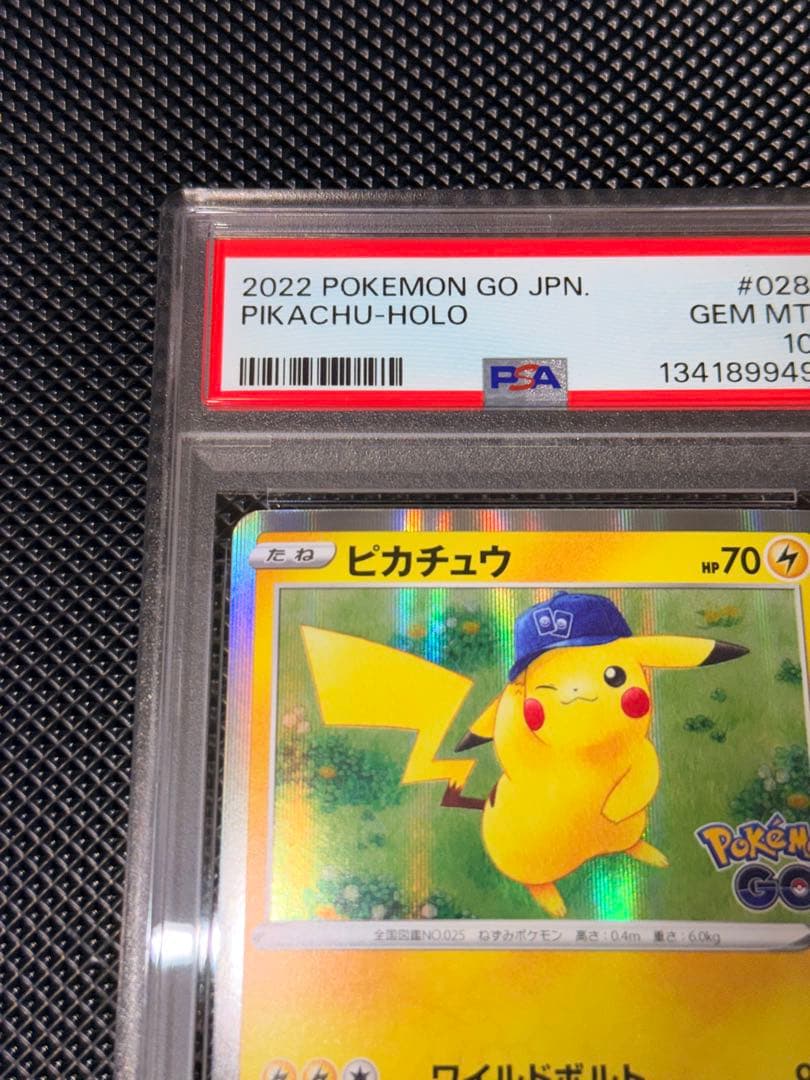 2022 POKEMON GO JPN. #028
PIKACHU-HOLO GEM MT
10
PSA 134189949
たね ピカチュウ HP70
Pokémon
GO
全国図鑑NO.025 ねずみポケモン 高さ:0.4m 重さ:6.0kg
ワイルドボルト